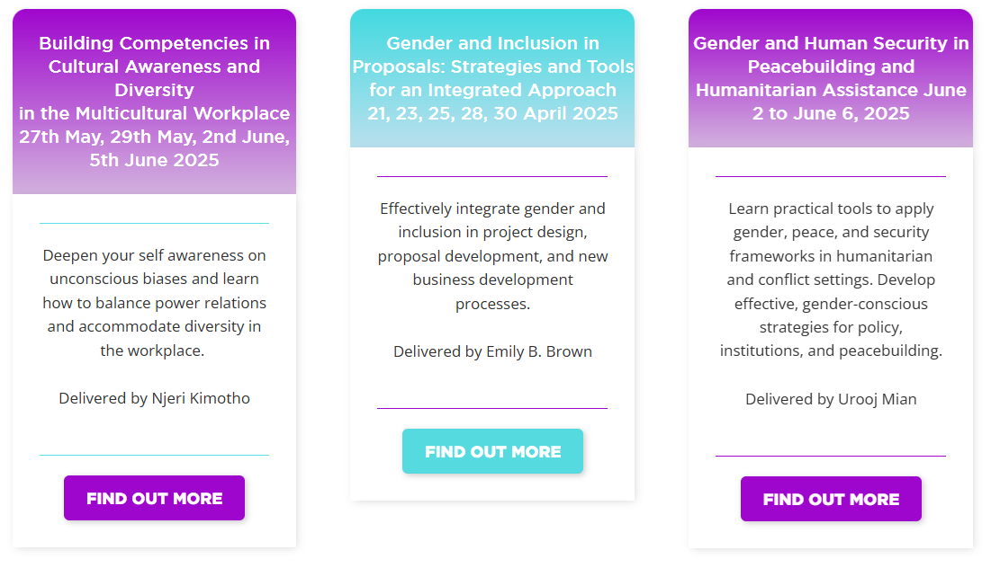 Building Competencies in
Cultural Awareness and
Diversity
in the Multicultural Workplace
27th May, 29th May, 2nd June,
5th June 2025
Deepen your self awareness on
unconscious biases and learn
how to balance power relations
and accommodate diversity in
the workplace.
Delivered by Njeri Kimotho
FIND OUT MORE
Gender and Inclusion in
Proposals: Strategies and Tools
for an Integrated Approach
21, 23, 25, 28, 30 April 2025
Effectively integrate gender and
inclusion in project design,
proposal development, and new
business development
processes.
Delivered by Emily B. Brown
FIND OUT MORE
Gender and Human Security in
Peacebuilding and
Humanitarian Assistance June
2 to June 6, 2025
Learn practical tools to apply
gender, peace, and security
frameworks in humanitarian
and conflict settings. Develop
effective, gender-conscious
strategies for policy,
institutions, and peacebuilding.
Delivered by Urooj Mian
FIND OUT MORE